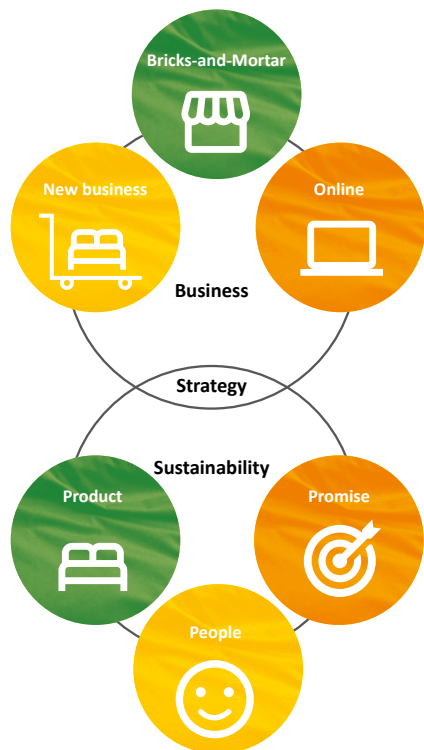 Bricks-and-Mortar
New business
Online
Business
Strategy
Sustainability
Product
Promise
People